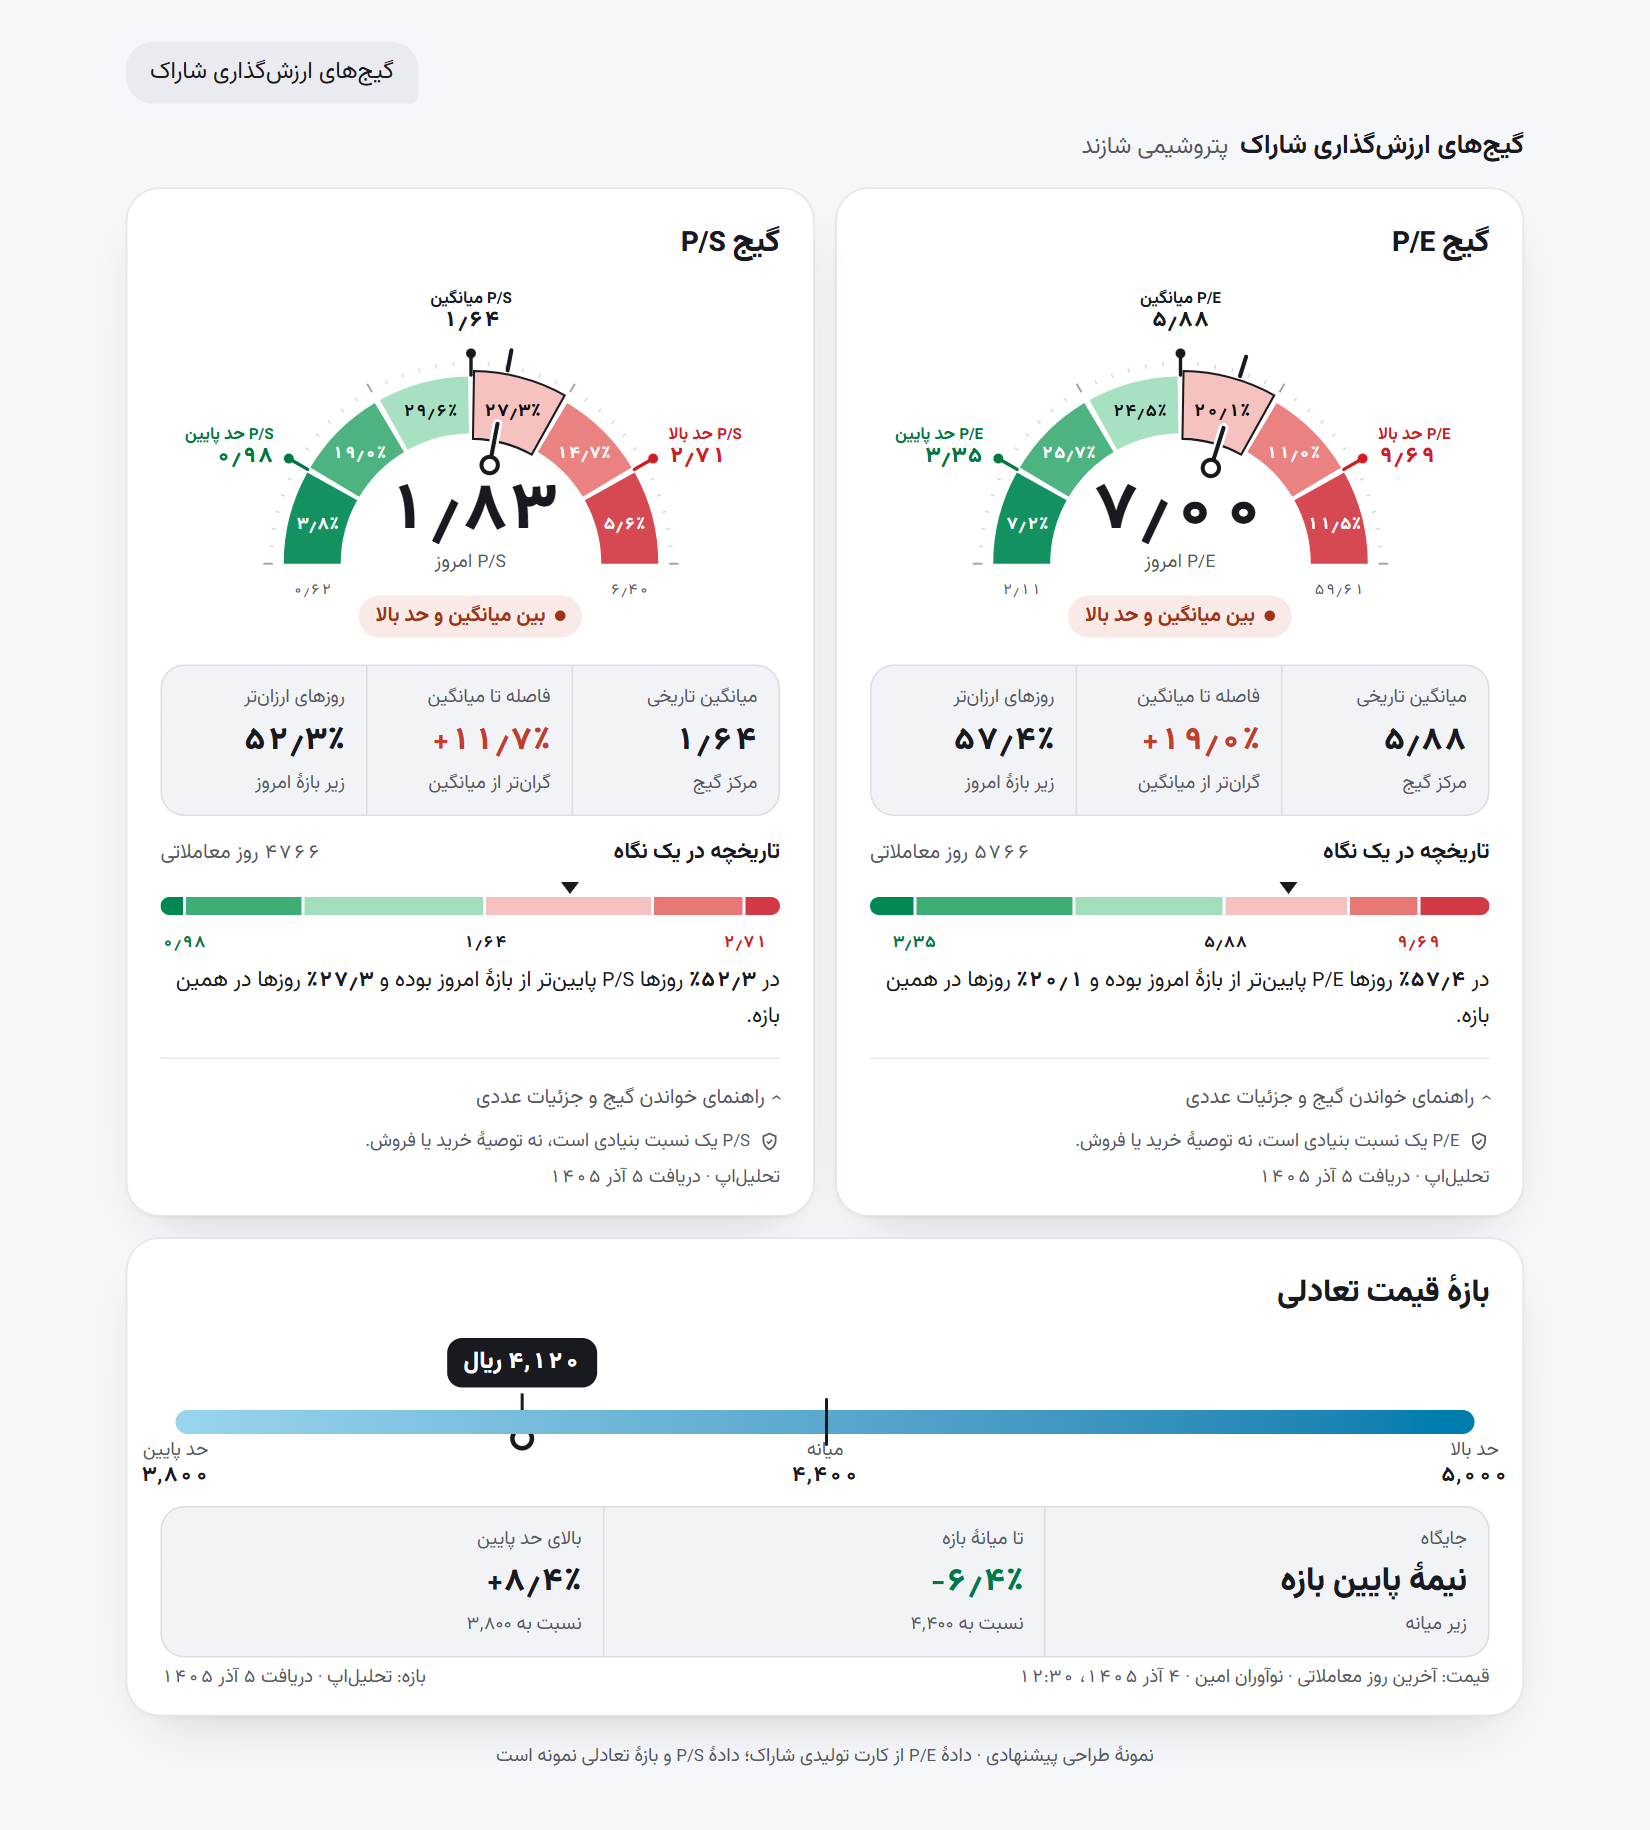 گیج‌های ارزش‌گذاری شاراک
گیج‌های ارزش‌گذاری شاراک پتروشیمی شازند
گیج P/E
P/E میانگین
۵٫۸۸
P/E حد پایین
۳٫۳۵
P/E حد بالا
۹٫۶۹
۷٫۲٪
۲۵٫۷٪
۲۴٫۵٪
۲۰٫۱٪
۱۱٫۰٪
۱۱٫۵٪
۷٫۰۰
P/E امروز
۲٫۱۱
۵۹٫۶۱
بین میانگین و حد بالا
میانگین تاریخی
۵٫۸۸
مرکز گیج
فاصله تا میانگین
+۱۹٫۰٪
گران‌تر از میانگین
روزهای ارزان‌تر
۵۷٫۴٪
زیر بازهٔ امروز
تاریخچه در یک نگاه
۵۷۶۶ روز معاملاتی
۳٫۳۵
۵٫۸۸
۹٫۶۹
در ۵۷٫۴٪ روزها P/E پایین‌تر از بازهٔ امروز بوده و ۲۰٫۱٪ روزها در همین
بازه.
راهنمای خواندن گیج و جزئیات عددی
P/E یک نسبت بنیادی است، نه توصیهٔ خرید یا فروش.
تحلیل‌اپ · دریافت ۵ آذر ۱۴۰۵
گیج P/S
P/S میانگین
۱٫۶۴
P/S حد پایین
۰٫۹۸
P/S حد بالا
۲٫۷۱
۳٫۸٪
۱۹٫۰٪
۲۹٫۶٪
۲۷٫۳٪
۱۴٫۷٪
۵٫۶٪
۱٫۸۳
P/S امروز
۰٫۶۲
۶٫۴۰
بین میانگین و حد بالا
میانگین تاریخی
۱٫۶۴
مرکز گیج
فاصله تا میانگین
+۱۱٫۷٪
گران‌تر از میانگین
روزهای ارزان‌تر
۵۲٫۳٪
زیر بازهٔ امروز
تاریخچه در یک نگاه
۴۷۶۶ روز معاملاتی
۰٫۹۸
۱٫۶۴
۲٫۷۱
در ۵۲٫۳٪ روزها P/S پایین‌تر از بازهٔ امروز بوده و ۲۷٫۳٪ روزها در همین
بازه.
راهنمای خواندن گیج و جزئیات عددی
P/S یک نسبت بنیادی است، نه توصیهٔ خرید یا فروش.
تحلیل‌اپ · دریافت ۵ آذر ۱۴۰۵
بازهٔ قیمت تعادلی
۴,۱۲۰ ریال
حد بالا
۵,۰۰۰
میانه
۴,۴۰۰
حد پایین
۳,۸۰۰
جایگاه
نیمهٔ پایین بازه
زیر میانه
تا میانهٔ بازه
-۶٫۴٪
نسبت به ۴,۴۰۰
بالای حد پایین
+۸٫۴٪
نسبت به ۳,۸۰۰
قیمت: آخرین روز معاملاتی · نوآوران امین · ۴ آذر ۱۴۰۵، ۱۲:۳۰
بازه: تحلیل‌اپ · دریافت ۵ آذر ۱۴۰۵
نمونهٔ طراحی پیشنهادی · دادهٔ P/E از کارت تولیدی شاراک؛ دادهٔ P/S و بازهٔ تعادلی نمونه است